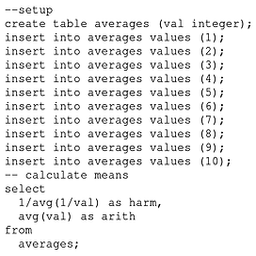 --setup
create table averages (val integer);
insert into averages values (1);
insert into averages values (2);
insert into averages values (3);
insert into averages values (4);
insert into averages values (5);
insert into averages values (6);
insert into averages values (7);
insert into averages values (8);
insert into averages values (9);
insert into averages values (10);
-- calculate means
select
  1/avg(1/val) as harm,
  avg(val) as arith
from
  averages;